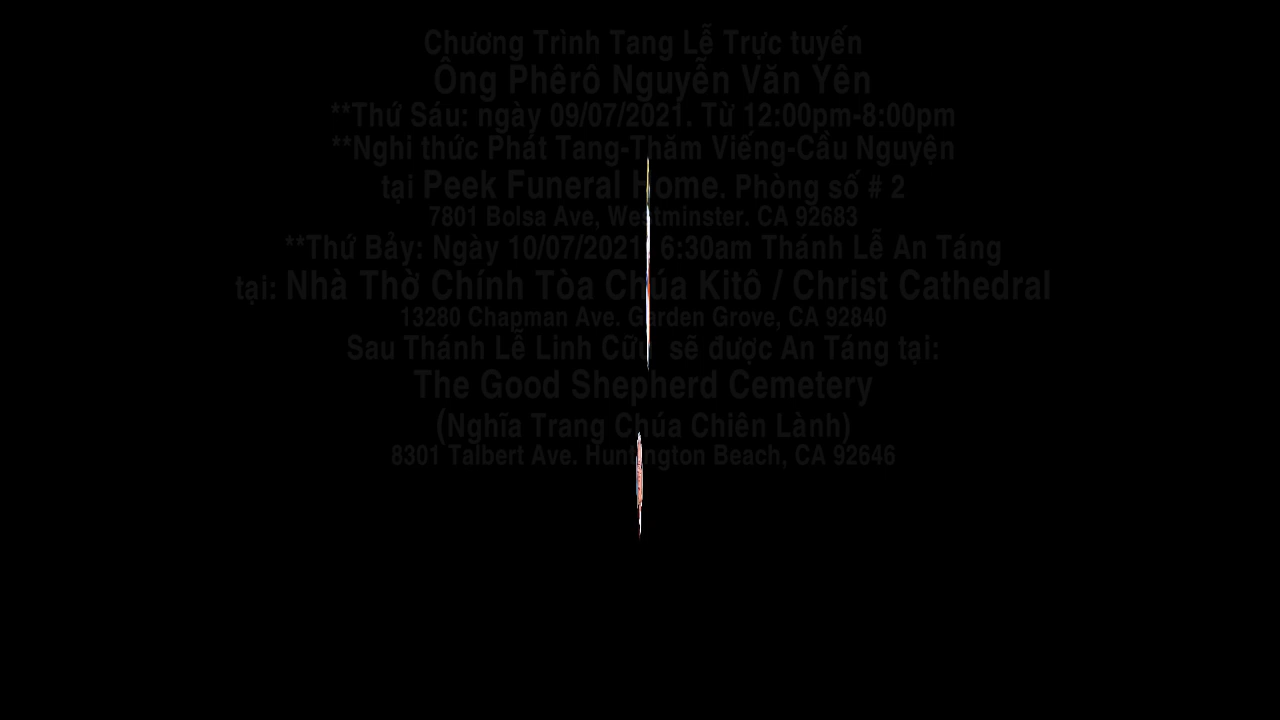 Chương Trình Tang Lễ Trực tuyến
Ông Phêrô Nguyễn Văn Yên
**Thứ Sáu: ngày 09/07/2021. Từ 12:00pm-8:00pm
**Nghi thức Phát Tang-Thăm Viếng-Cầu Nguyện
tại Peek Funeral Home. Phòng số # 2
7801 Bolsa Ave, Westminster. CA 92683
**Thứ Bảy: Ngày 10/07/2021. 6:30am Thánh Lễ An Táng
tại: Nhà Thờ Chính Tòa Chúa Kitô / Christ Cathedral
13280 Chapman Ave. Garden Grove, CA 92840
Sau Thánh Lễ Linh Cữu sẽ được An Táng tại:
The Good Shepherd Cemetery
(Nghĩa Trang Chúa Chiên Lành)
8301 Talbert Ave. Huntington Beach, CA 92646